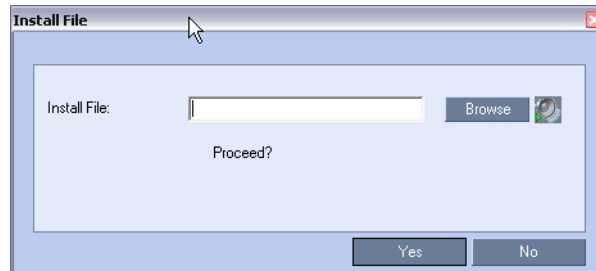 Install File
Install File:
Browse
Proceed?
Yes
No